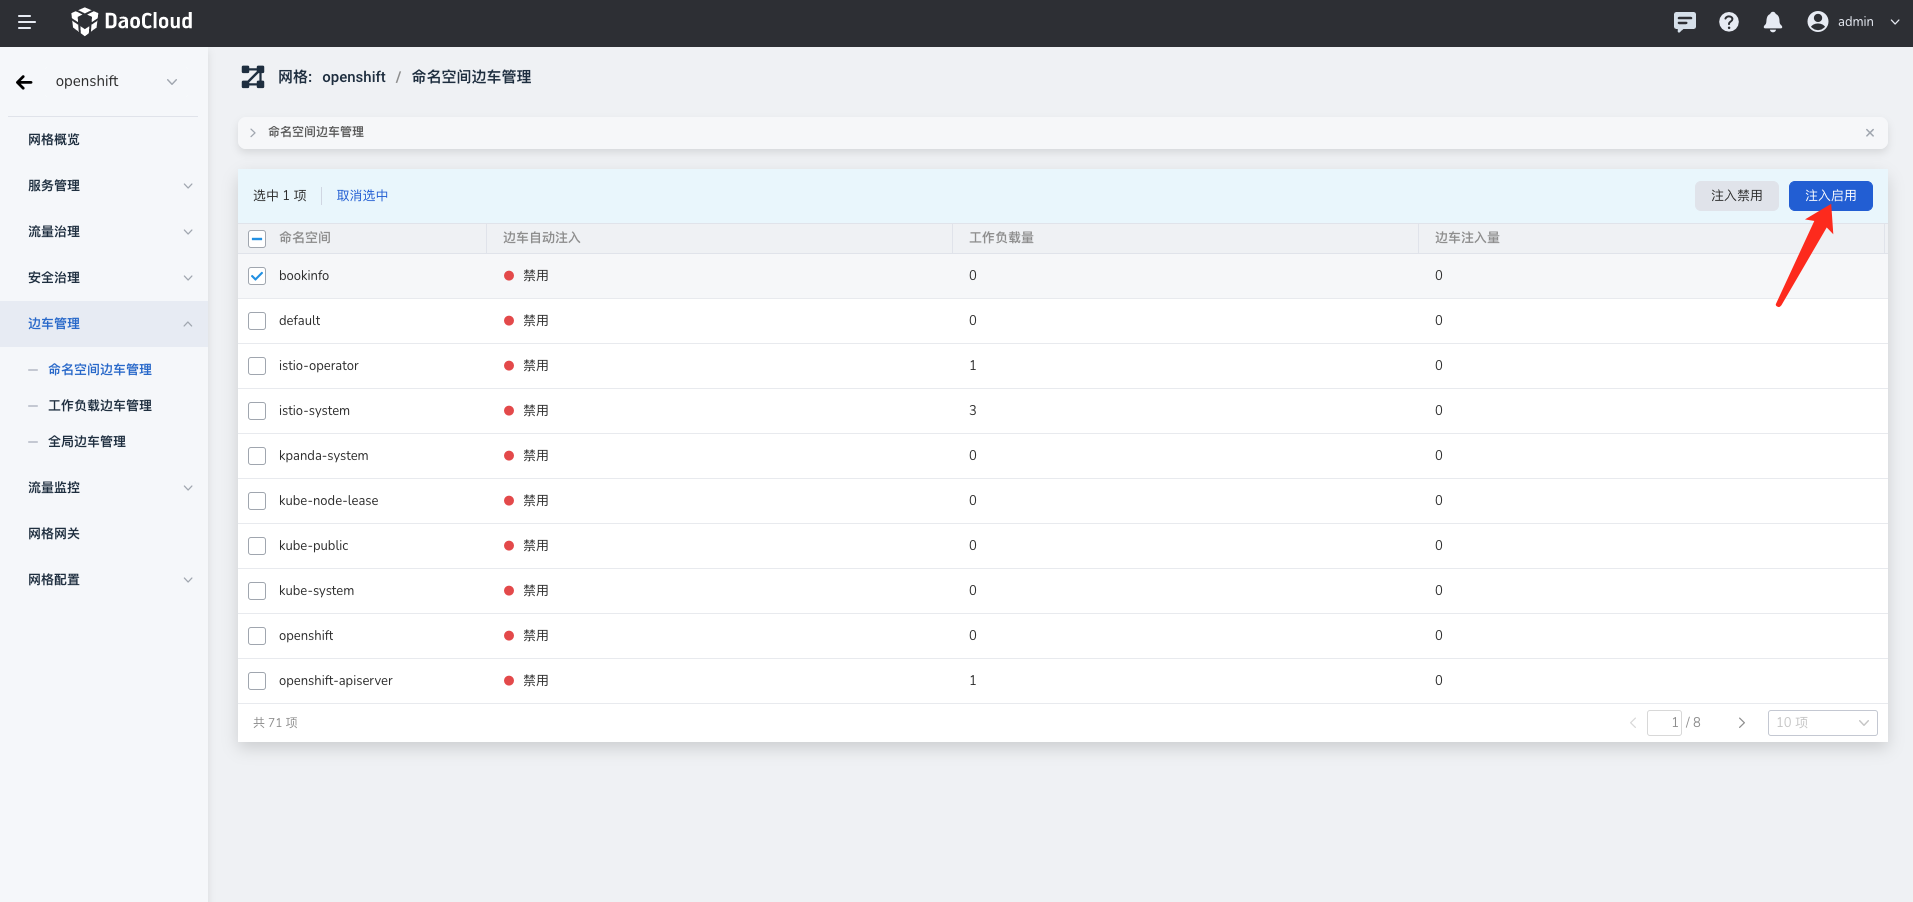 DaoCloud
admin
openshift
网格: openshift / 命名空间边车管理
网格概览
服务管理
流量治理
安全治理
边车管理
命名空间边车管理
工作负载边车管理
全局边车管理
流量监控
网格网关
网格配置
命名空间边车管理
选中 1 项 取消选中 注入禁用 注入启用
命名空间 边车自动注入 工作负载量 边车注入量
bookinfo 禁用 0 0
default 禁用 0 0
istio-operator 禁用 1 0
istio-system 禁用 3 0
kpanda-system 禁用 0 0
kube-node-lease 禁用 0 0
kube-public 禁用 0 0
kube-system 禁用 0 0
openshift 禁用 0 0
openshift-apiserver 禁用 1 0
共 71 项 1 / 8 10 项